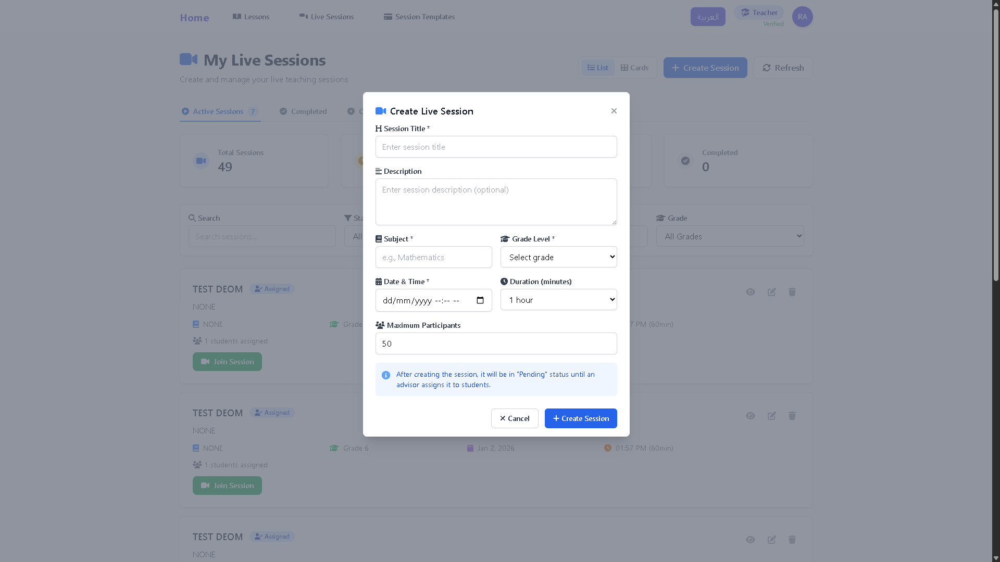 Home
Lessons
Live Sessions
Session Templates
العربية
Teacher
Verified
RA
My Live Sessions
Create and manage your live teaching sessions
List
Cards
+ Create Session
Refresh
Active Sessions 7
Completed
Total Sessions
49
Completed
0
Search
Search sessions...
All
Grade
All Grades
Create Live Session
Session Title *
Enter session title
Description
Enter session description (optional)
Subject *
e.g., Mathematics
Grade Level *
Select grade
Date & Time *
dd/mm/yyyy --:-- --
Duration (minutes)
1 hour
Maximum Participants
50
After creating the session, it will be in "Pending" status until an
advisor assigns it to students.
Cancel
+ Create Session
TEST DEOM Assigned
NONE
NONE
Grade
PM (60min)
1 students assigned
Join Session
TEST DEOM Assigned
NONE
NONE
Grade 6
Jan 2, 2026
01:57 PM (60min)
1 students assigned
Join Session
TEST DEOM Assigned
NONE